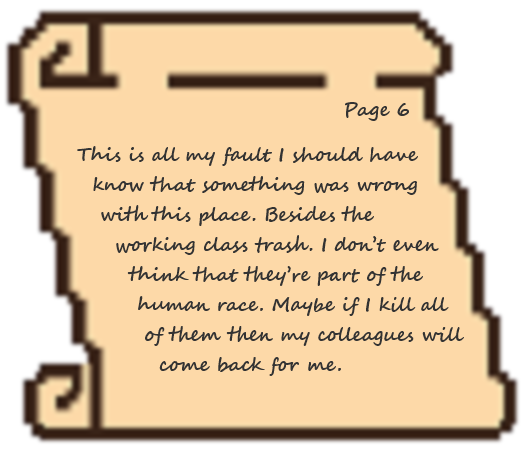 Page 6
This is all my fault I should have
know that something was wrong
with this place. Besides the
working class trash. I don't even
think that they're part of the
human race. Maybe if I kill all
of them then my colleagues will
come back for me.